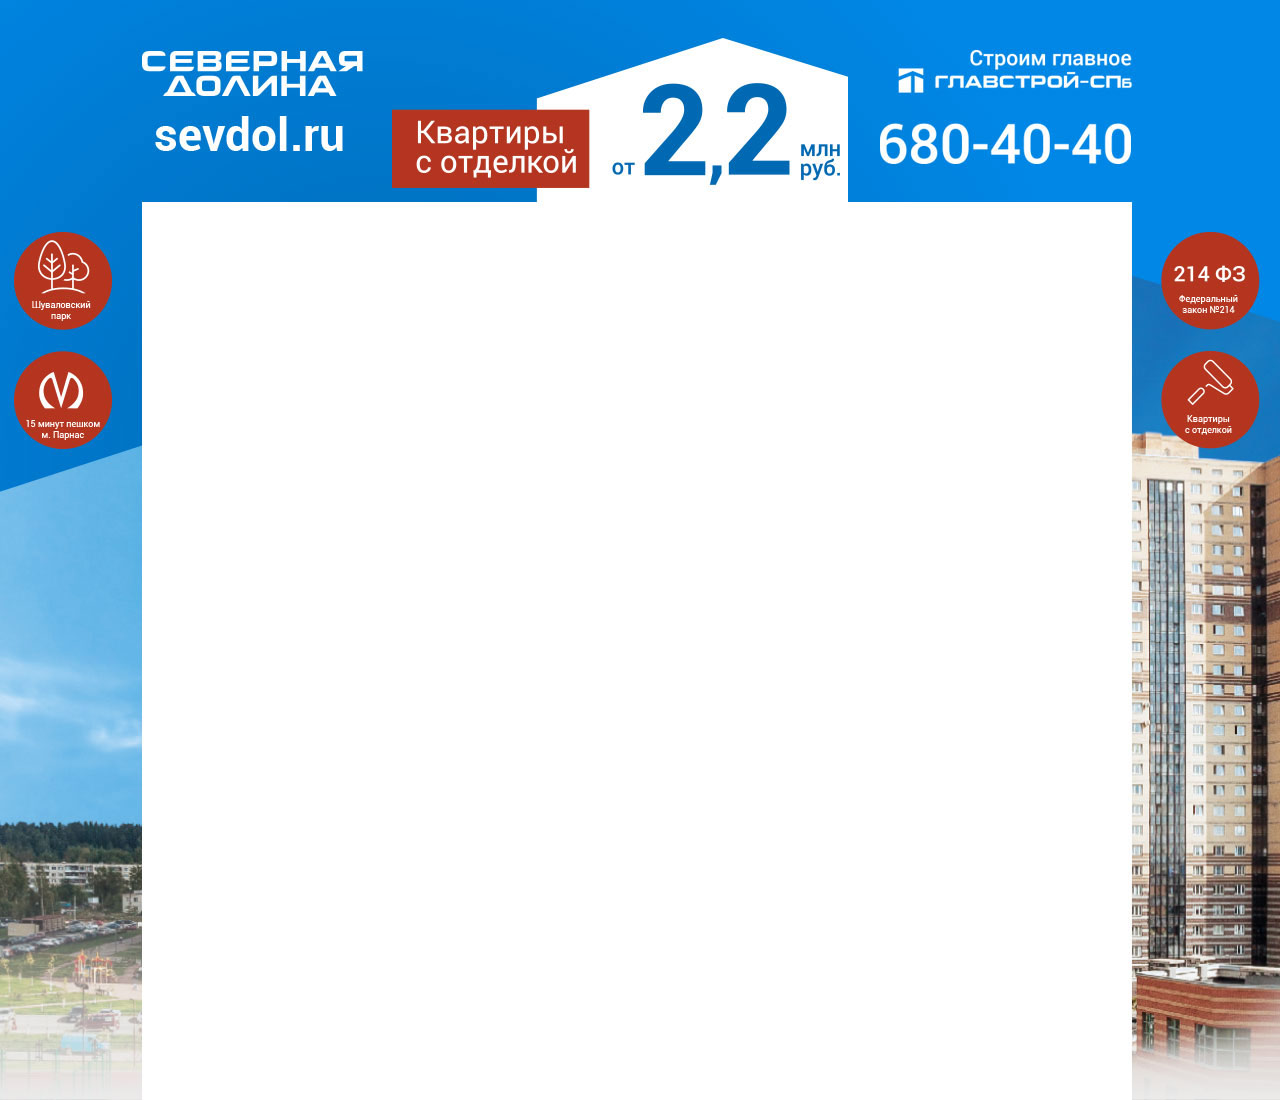 СЕВЕРНАЯ
ДОЛИНА
sevdol.ru
Квартиры
с отделкой
от 2,2 млн
руб.
Строим главное
ГЛАВСТРОЙ-СПб
680-40-40
Шуваловский
парк
15 минут пешком
м. Парнас
214 ФЗ
Федеральный
закон №214
Квартиры
с отделкой